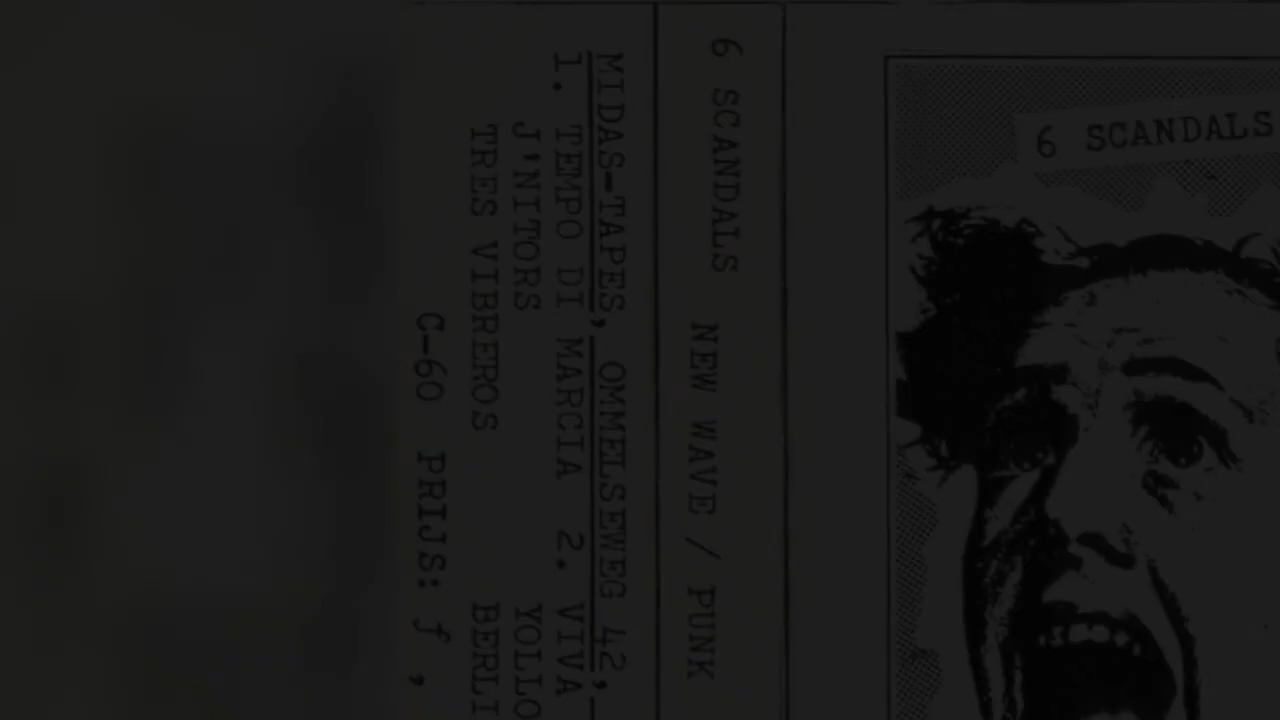 6 SCANDALS
6 SCANDALS NEW WAVE / PUNK
MIDAS-TAPES, OMMELSEWEG 42,
1. TEMPO DI MARCIA 2. VIVA
J'NITORS YOLLO
TRES VIBREROS BERLI
C-60 PRIJS: f ,